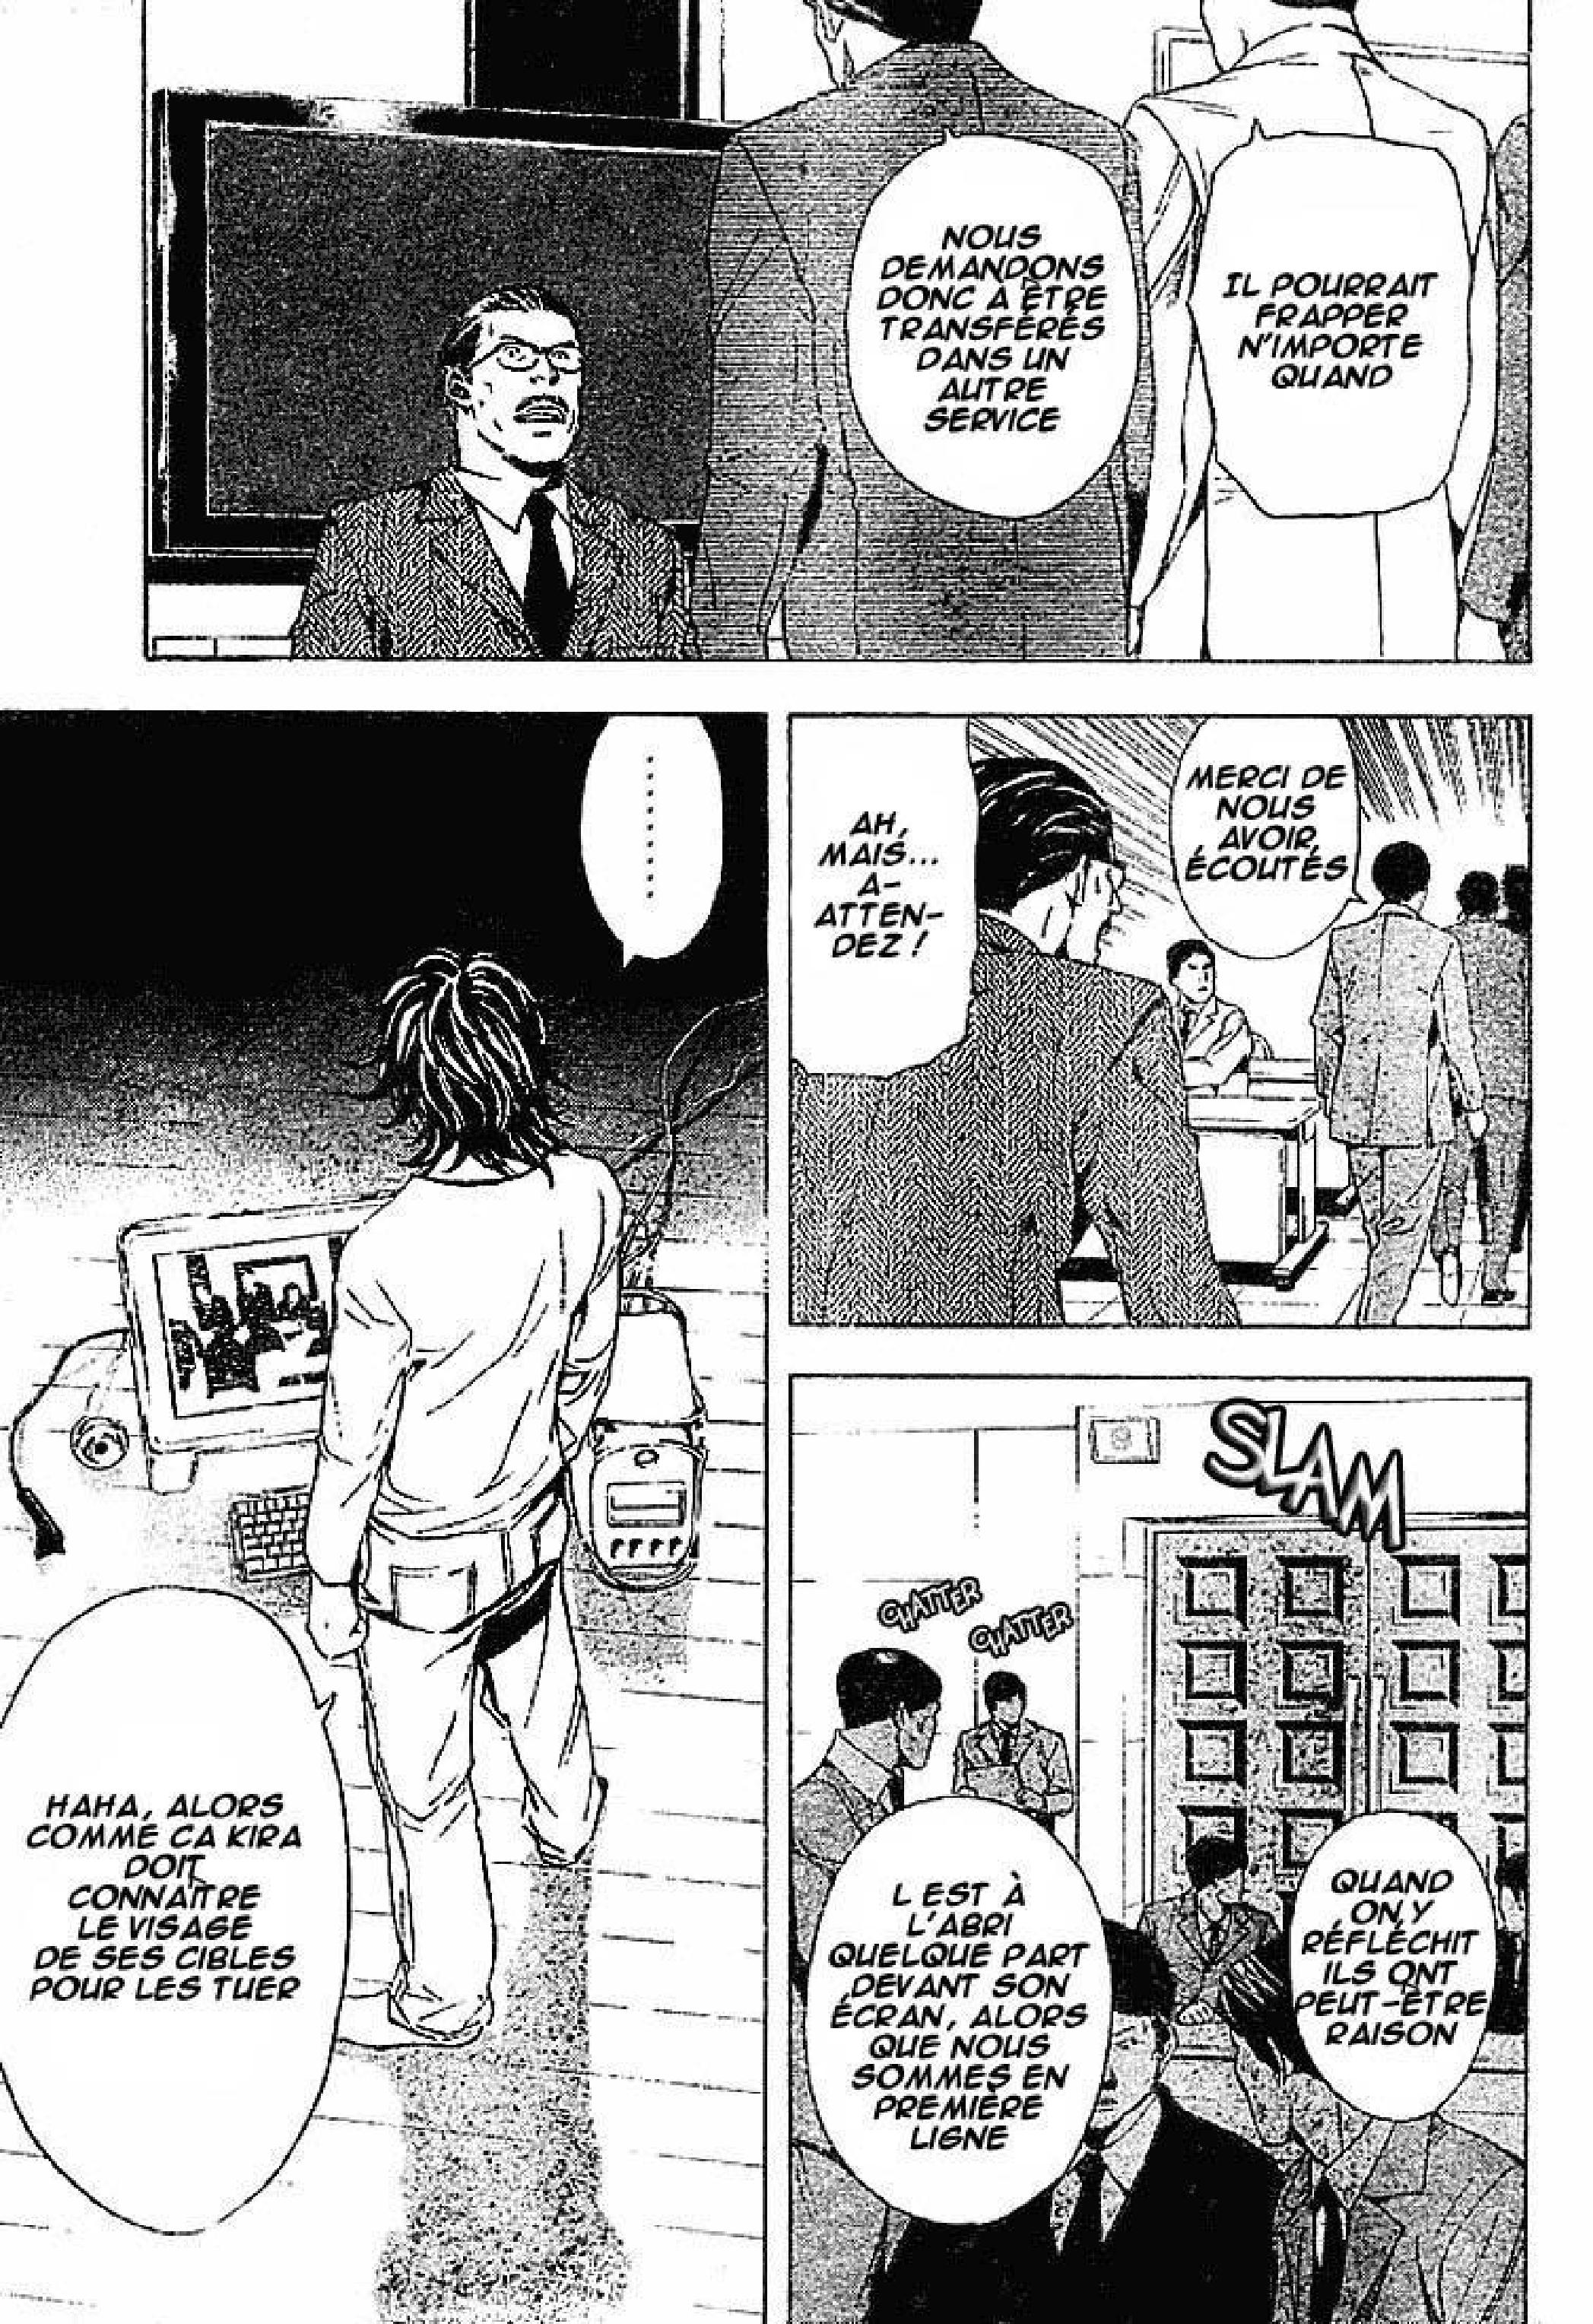 IL POURRAIT
FRAPPER
N'IMPORTE
QUAND
NOUS
DEMANDONS
DONC À ÊTRE
TRANSFÉRÉS
DANS UN
AUTRE
SERVICE
MERCI DE
NOUS
AVOIR
ÉCOUTÉS
AH,
MAIS...
A-
ATTEN-
DEZ !
SLAM
CHATTER
CHATTER
QUAND
ON Y
RÉFLÉCHIT
ILS ONT
PEUT-ÊTRE
RAISON
L EST À
L'ABRI
QUELQUE PART
DEVANT SON
ÉCRAN, ALORS
QUE NOUS
SOMMES EN
PREMIÈRE
LIGNE
.........
HAHA, ALORS
COMME CA KIRA
DOIT
CONNAÎTRE
LE VISAGE
DE SES CIBLES
POUR LES TUER